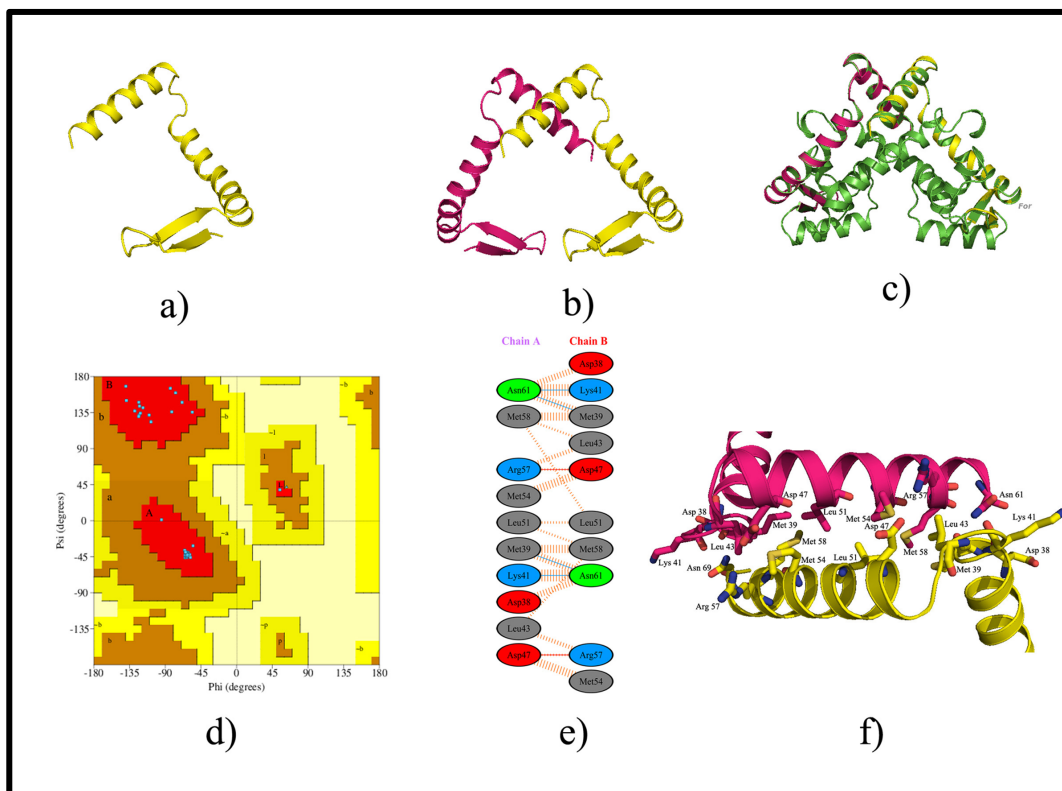 a)
b)
For
c)
B
b
~b
~b
b
l
~l
a
A
~a
~b
b
~p
p
~b
180
135
90
45
0
-45
-90
-135
-180
-135
-90
-45
0
45
90
135
180
Psi (degrees)
Phi (degrees)
d)
Chain A Chain B
Asp38
Asn61 Lys41
Met58 Met39
Leu43
Arg57 Asp47
Met54
Leu51 Leu51
Met39 Met58
Lys41 Asn61
Asp38
Leu43
Asp47 Arg57
Met54
e)
Asp 47
Arg 57
Asn 61
Asp 38
Met 39
Leu 51
Met 54
Asp 47
Leu 43
Lys 41
Lys 41
Leu 43
Met 58
Met 58
Met 39
Asp 38
Asn 69
Met 54
Leu 51
Arg 57
f)